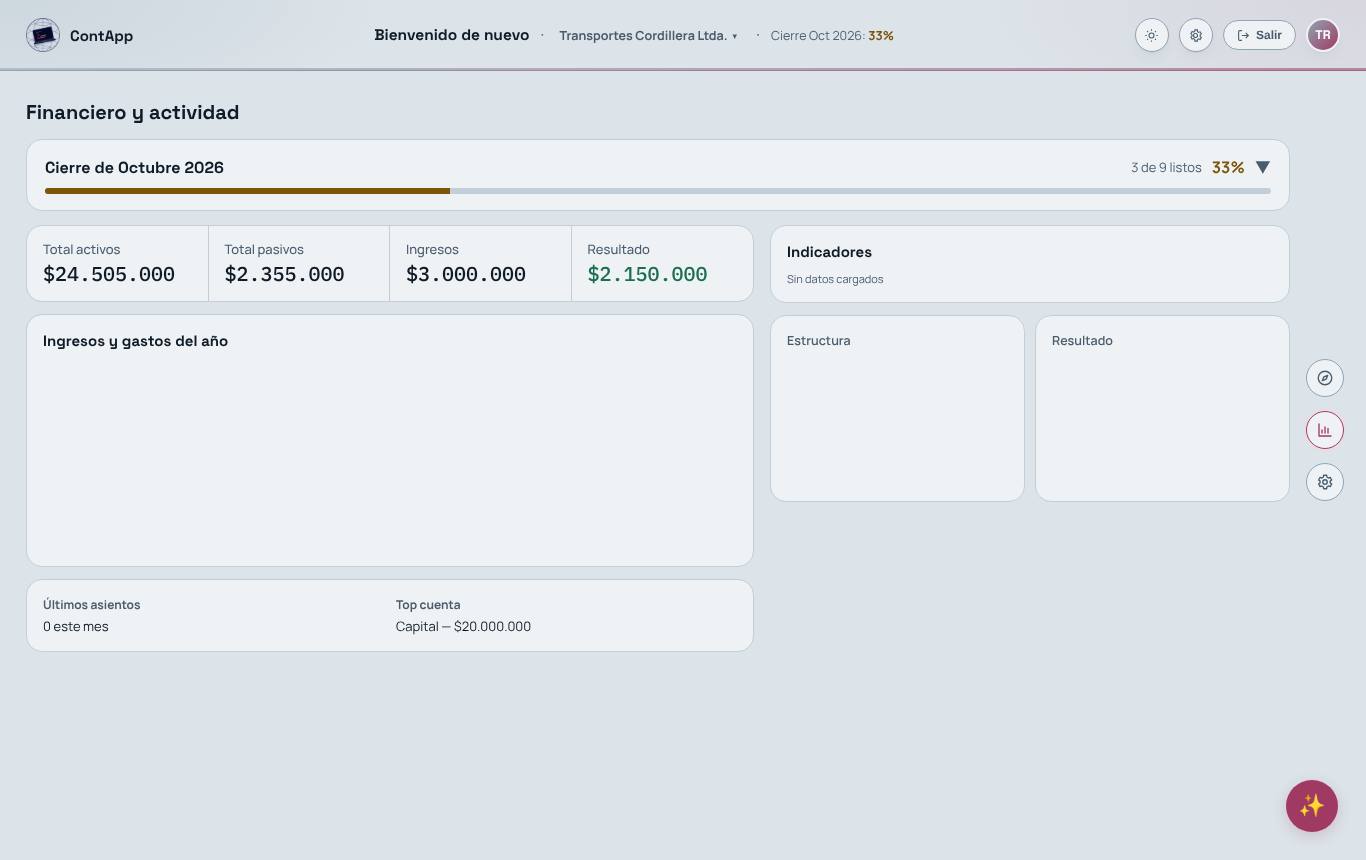 ContApp
Bienvenido de nuevo · Transportes Cordillera Ltda. ▾ · Cierre Oct 2026: 33%
Salir
TR
Financiero y actividad
Cierre de Octubre 2026
3 de 9 listos 33% ▼
Total activos
$24.505.000
Total pasivos
$2.355.000
Ingresos
$3.000.000
Resultado
$2.150.000
Indicadores
Sin datos cargados
Ingresos y gastos del año
Estructura
Resultado
Últimos asientos
0 este mes
Top cuenta
Capital — $20.000.000